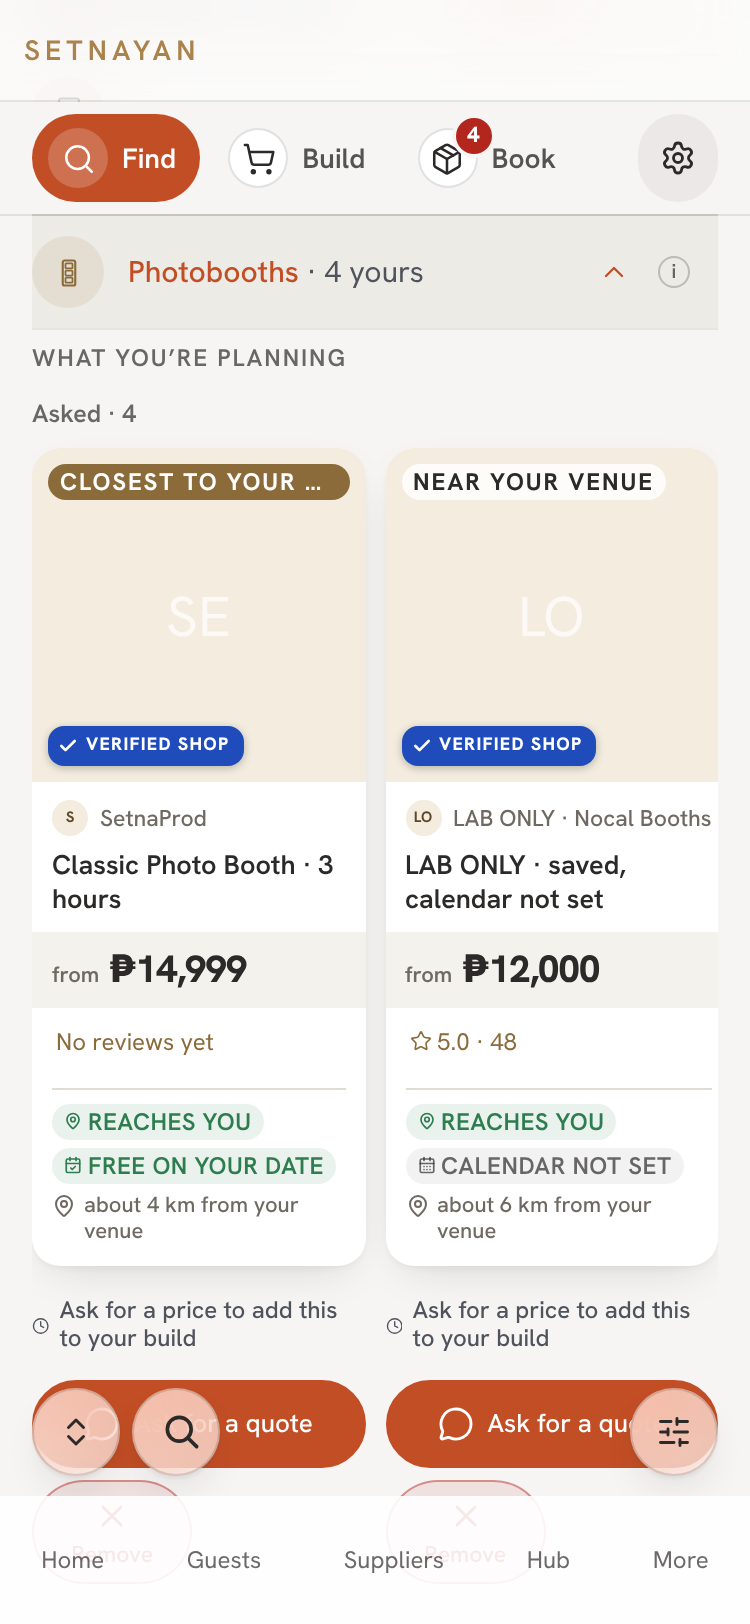 SETNAYAN
Find
Build
4
Book
Photobooths · 4 yours
i
WHAT YOU’RE PLANNING
Asked · 4
CLOSEST TO YOUR ...
NEAR YOUR VENUE
SE
LO
VERIFIED SHOP
VERIFIED SHOP
S
SetnaProd
LO
LAB ONLY · Nocal Booths
Classic Photo Booth · 3
hours
LAB ONLY · saved,
calendar not set
from ₱14,999
from ₱12,000
No reviews yet
5.0 · 48
REACHES YOU
REACHES YOU
FREE ON YOUR DATE
CALENDAR NOT SET
about 4 km from your
venue
about 6 km from your
venue
Ask for a price to add this
to your build
Ask for a price to add this
to your build
a quote
Ask for a
Remove
Remove
Home
Guests
Suppliers
Hub
More